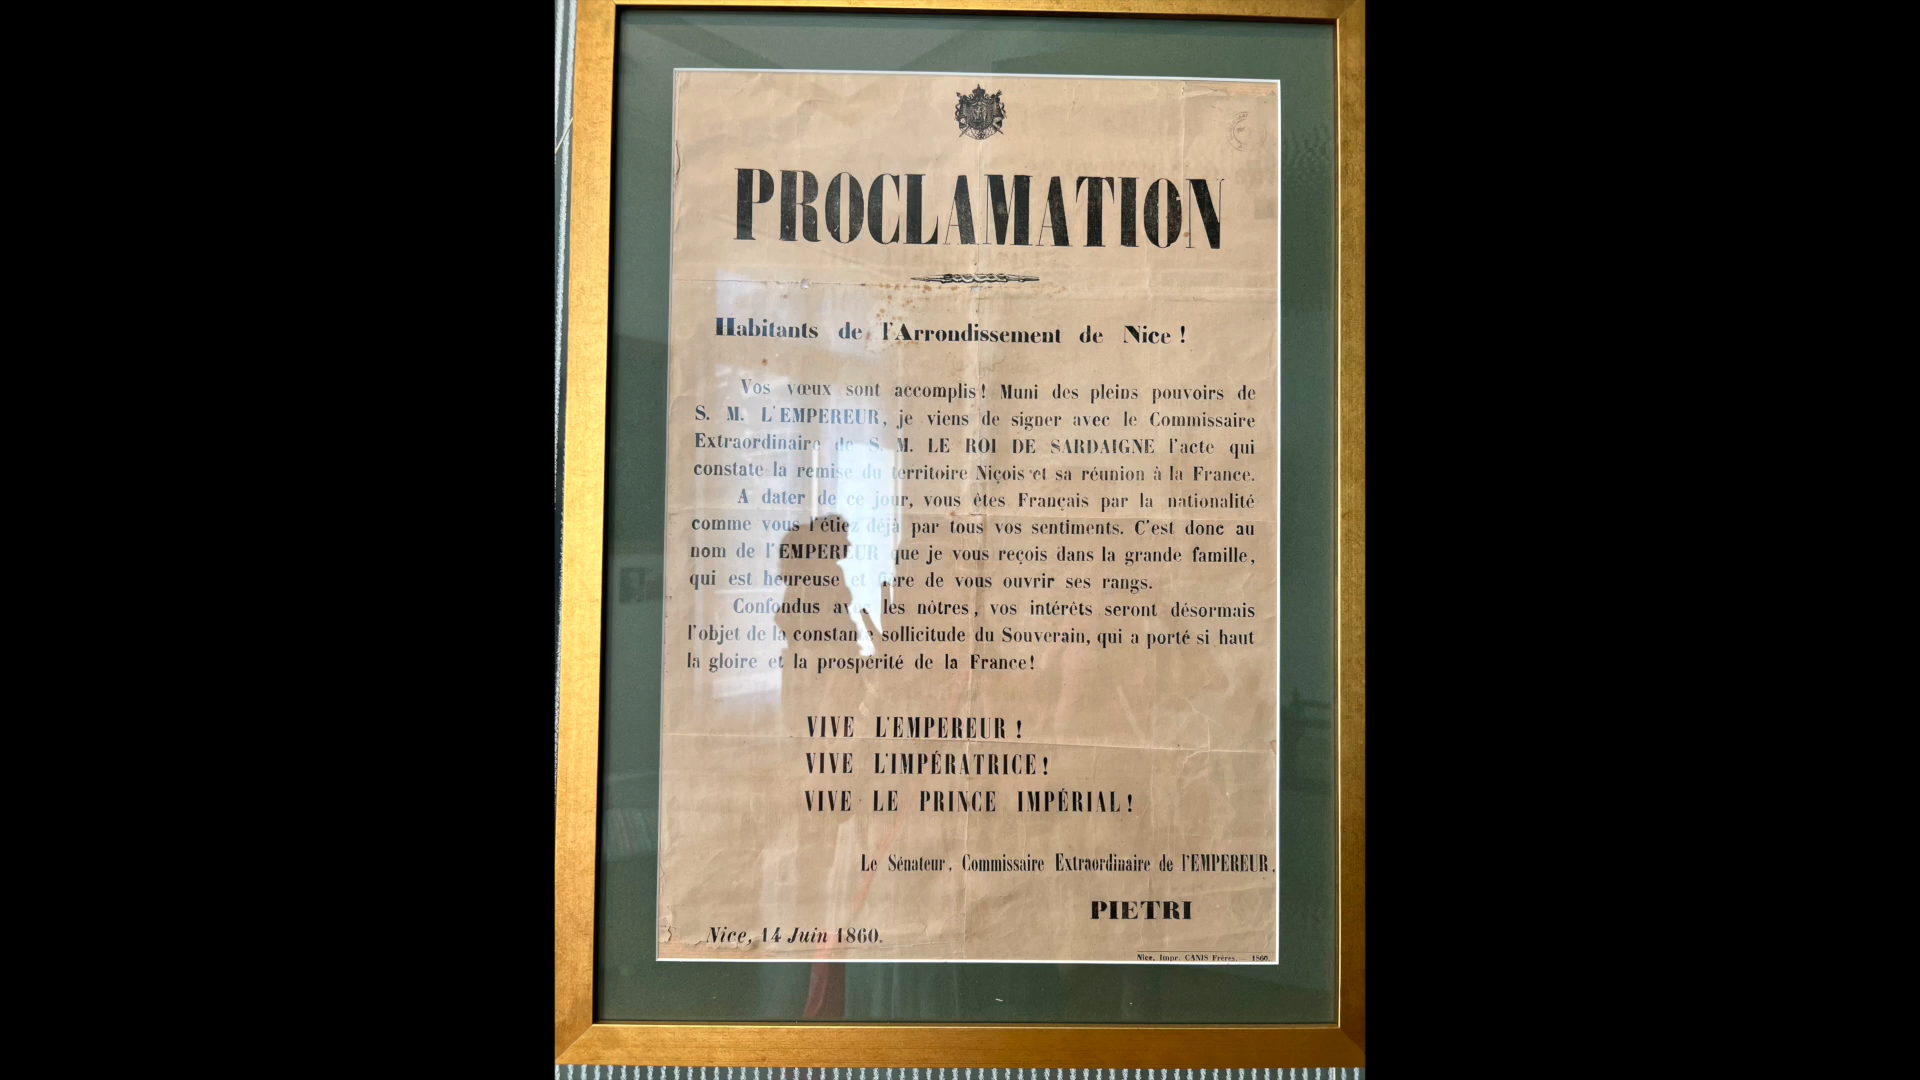 PROCLAMATION
Habitants de l'Arrondissement de Nice !
Vos vœux sont accomplis ! Muni des pleins pouvoirs de
S. M. L'EMPEREUR, je viens de signer avec le Commissaire
Extraordinaire de S. M. LE ROI DE SARDAIGNE l'acte qui
constate la remise du territoire Niçois et sa réunion à la France.
A dater de ce jour, vous êtes Français par la nationalité
comme vous l'étiez déjà par tous vos sentiments. C'est donc au
nom de l'EMPEREUR que je vous reçois dans la grande famille,
qui est heureuse et fière de vous ouvrir ses rangs.
Confondus avec les nôtres, vos intérêts seront désormais
l'objet de la constante sollicitude du Souverain, qui a porté si haut
la gloire et la prospérité de la France !
VIVE L'EMPEREUR !
VIVE L'IMPÉRATRICE !
VIVE LE PRINCE IMPÉRIAL !
Le Sénateur, Commissaire Extraordinaire de l'EMPEREUR,
PIETRI
Nice, 14 Juin 1860.
Nice, Impr. CANIS Frères. – 1860.